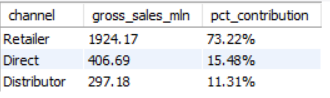 channel gross_sales_mln pct_contribution
Retailer 1924.17 73.22%
Direct 406.69 15.48%
Distributor 297.18 11.31%